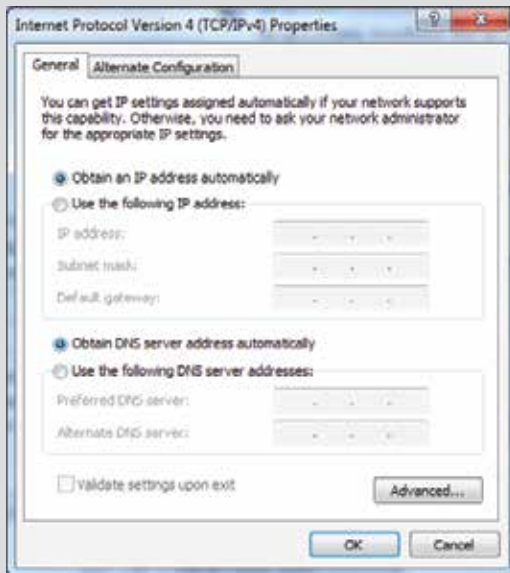 Internet Protocol Version 4 (TCP/IPv4) Properties
General
Alternate Configuration
You can get IP settings assigned automatically if your network supports
this capability. Otherwise, you need to ask your network administrator
for the appropriate IP settings.
Obtain an IP address automatically
Use the following IP address:
IP address:
Subnet mask:
Default gateway:
Obtain DNS server address automatically
Use the following DNS server addresses:
Preferred DNS server:
Alternate DNS server:
Validate settings upon exit
Advanced...
OK
Cancel